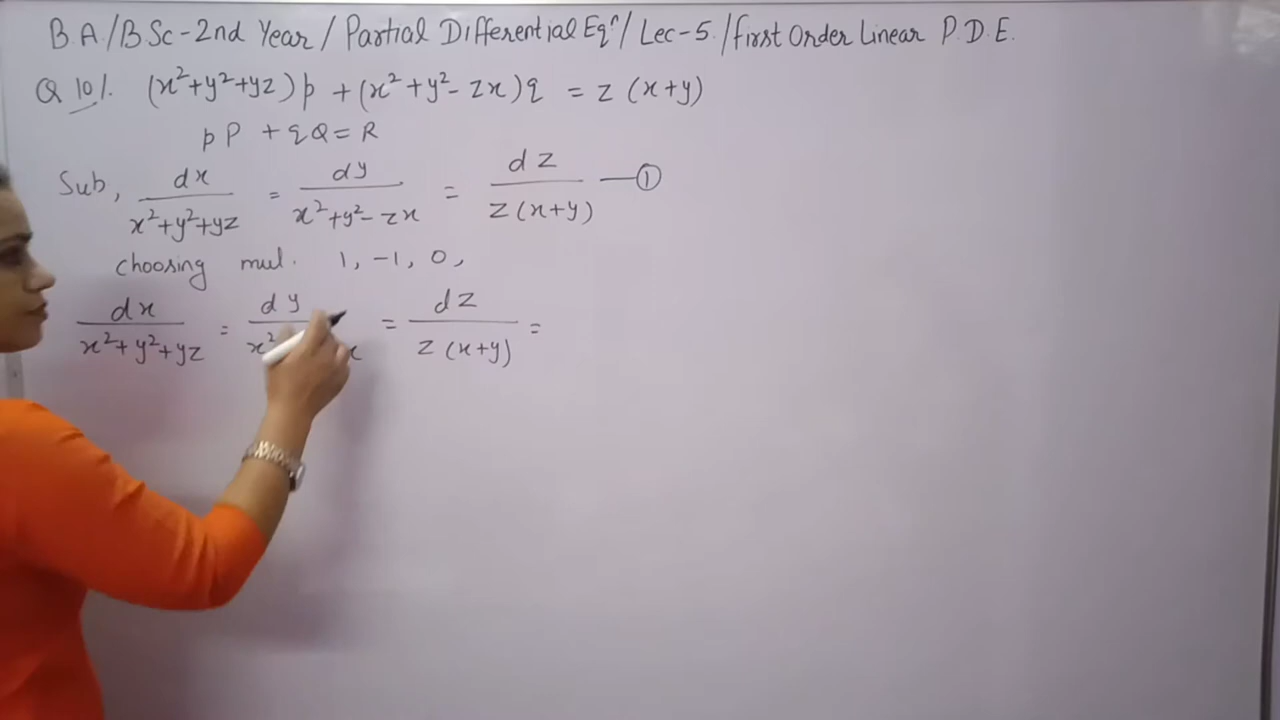 B.A./BSc-2nd Year/Partial Differential Eqⁿ/Lec-5./First Order Linear P.D.E.
Q 10/. (x²+y²+yz)p + (x²+y²-zx)q = z(x+y)
pP + qQ = R
Sub, dx/(x²+y²+yz) = dy/(x²+y²-zx) = dz/(z(x+y)) —①
choosing mul. 1, -1, 0,
dx/(x²+y²+yz) = dy/(x² x) = dz/(z(x+y)) =